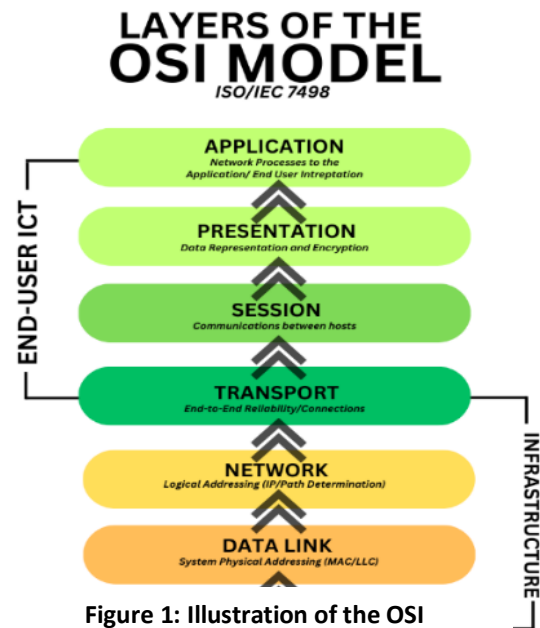 LAYERS OF THE
OSI MODEL
ISO/IEC 7498
END-USER ICT
APPLICATION
Network Processes to the
Application/ End User Intreptation
PRESENTATION
Data Representation and Encryption
SESSION
Communications between hosts
TRANSPORT
End-to-End Reliability/Connections
NETWORK
Logical Addressing (IP/Path Determination)
DATA LINK
System Physical Addressing (MAC/LLC)
INFRASTRUCTURE
Figure 1: Illustration of the OSI